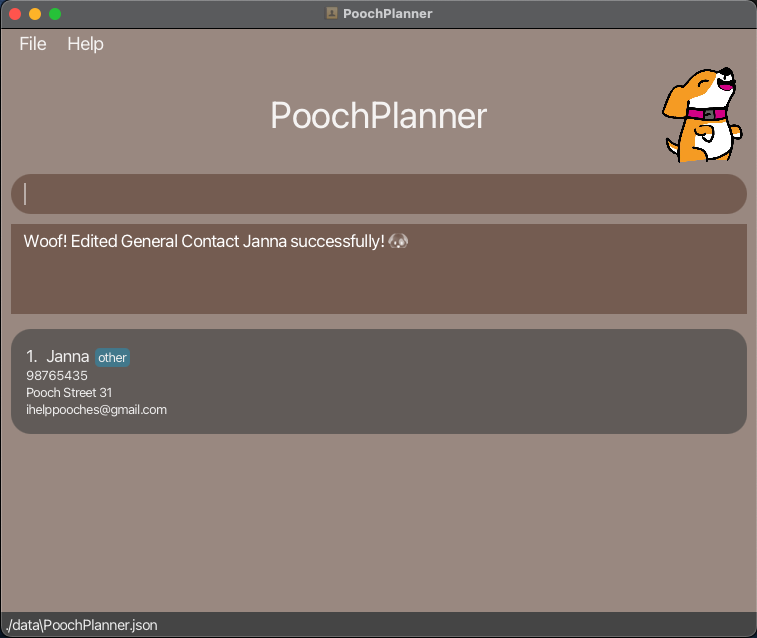 PoochPlanner
File Help
PoochPlanner
Woof! Edited General Contact Janna successfully! 🐶
1. Janna other
98765435
Pooch Street 31
ihelppooches@gmail.com
./data\PoochPlanner.json